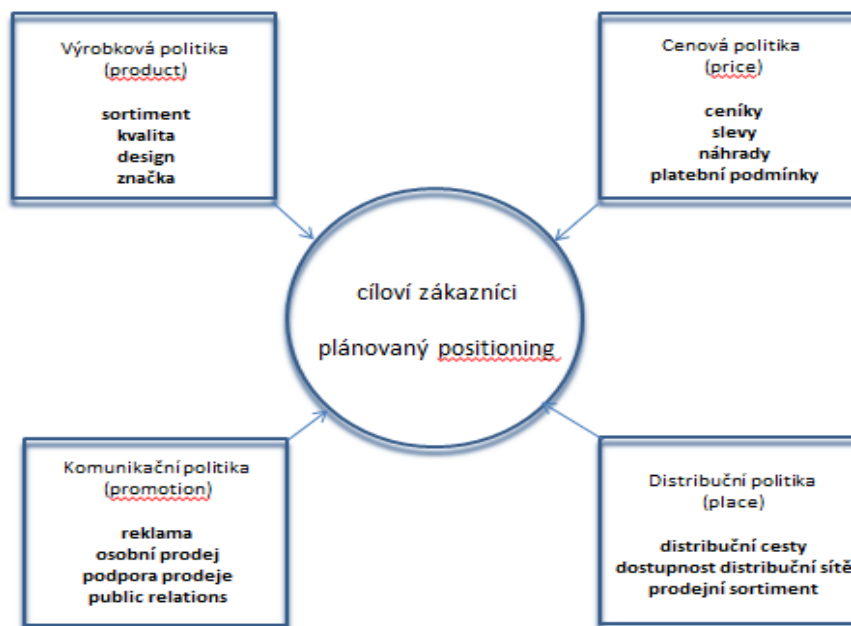 Výrobková politika
(product)
sortiment
kvalita
design
značka
Cenová politika
(price)
ceníky
slevy
náhrady
platební podmínky
cíloví zákazníci
plánovaný positioning
Komunikační politika
(promotion)
reklama
osobní prodej
podpora prodeje
public relations
Distribuční politika
(place)
distribuční cesty
dostupnost distribuční sítě
prodejní sortiment